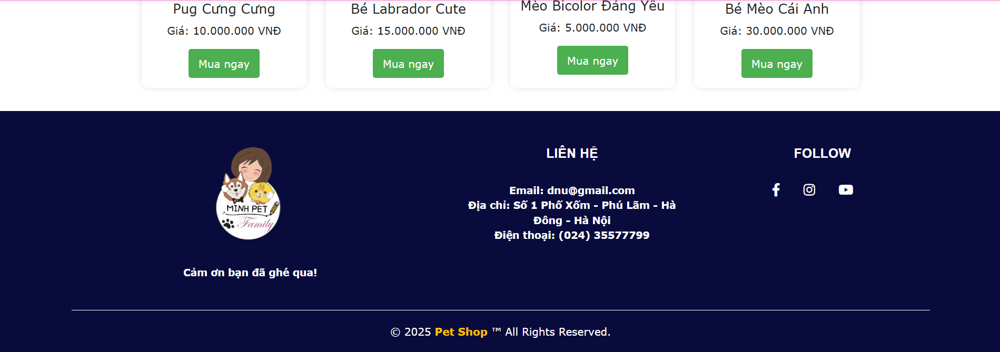 Pug Cưng Cưng
Giá: 10.000.000 VNĐ
Mua ngay
Bé Labrador Cute
Giá: 15.000.000 VNĐ
Mua ngay
Mèo Bicolor Đáng Yêu
Giá: 5.000.000 VNĐ
Mua ngay
Bé Mèo Cái Anh
Giá: 30.000.000 VNĐ
Mua ngay
MINH PET
Family
Cảm ơn bạn đã ghé qua!
LIÊN HỆ
Email: dnu@gmail.com
Địa chỉ: Số 1 Phố Xốm - Phú Lãm - Hà
Đông - Hà Nội
Điện thoại: (024) 35577799
FOLLOW
© 2025 Pet Shop ™ All Rights Reserved.